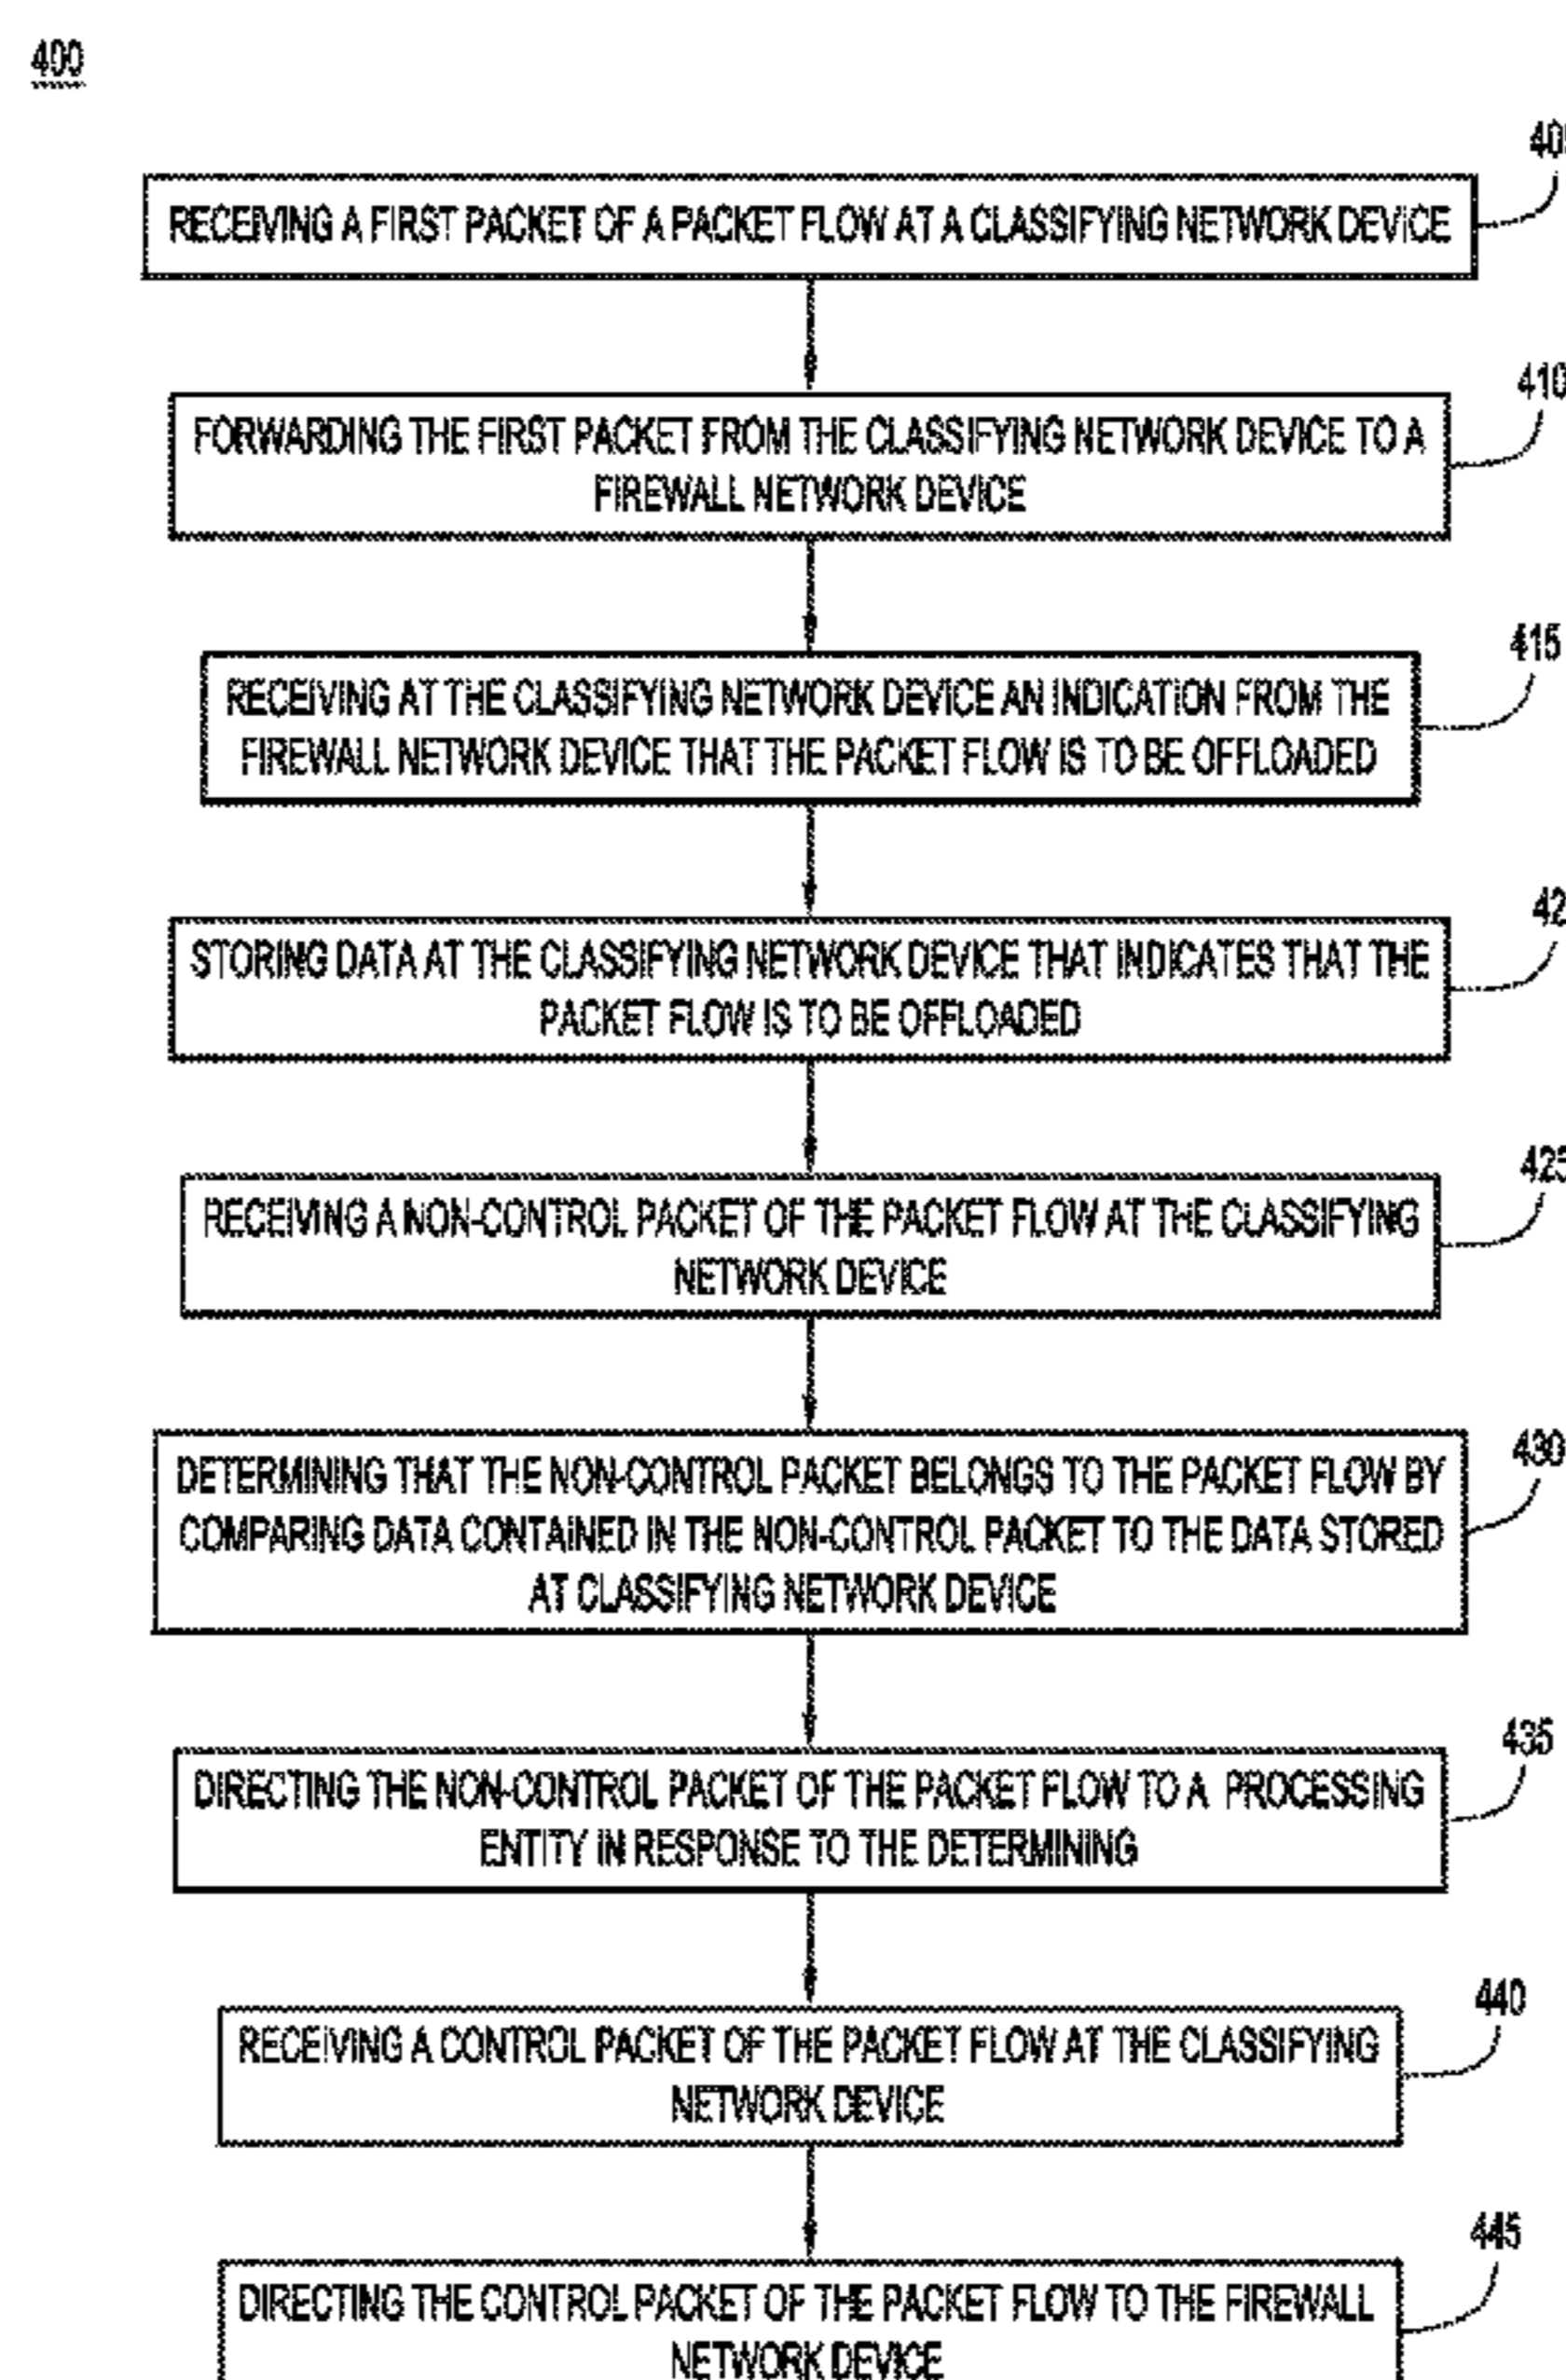 400
RECEIVING A FIRST PACKET OF A PACKET FLOW AT A CLASSIFYING NETWORK DEVICE
410
FORWARDING THE FIRST PACKET FROM THE CLASSIFYING NETWORK DEVICE TO A
FIREWALL NETWORK DEVICE
415
RECEIVING AT THE CLASSIFYING NETWORK DEVICE AN INDICATION FROM THE
FIREWALL NETWORK DEVICE THAT THE PACKET FLOW IS TO BE OFFLOADED
STORING DATA AT THE CLASSIFYING NETWORK DEVICE THAT INDICATES THAT THE
PACKET FLOW IS TO BE OFFLOADED
425
RECEIVING A NON-CONTROL PACKET OF THE PACKET FLOW AT THE CLASSIFYING
NETWORK DEVICE
430
DETERMINING THAT THE NON-CONTROL PACKET BELONGS TO THE PACKET FLOW BY
COMPARING DATA CONTAINED IN THE NON-CONTROL PACKET TO THE DATA STORED
AT CLASSIFYING NETWORK DEVICE
435
DIRECTING THE NON-CONTROL PACKET OF THE PACKET FLOW TO A PROCESSING
ENTITY IN RESPONSE TO THE DETERMINING
440
RECEIVING A CONTROL PACKET OF THE PACKET FLOW AT THE CLASSIFYING
NETWORK DEVICE
445
DIRECTING THE CONTROL PACKET OF THE PACKET FLOW TO THE FIREWALL
NETWORK DEVICE